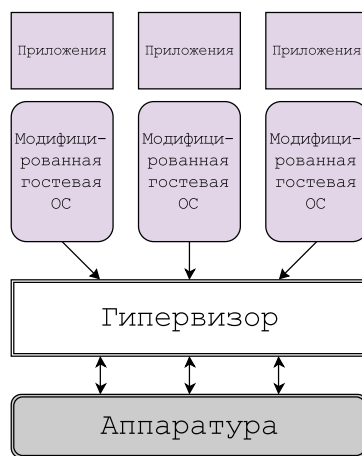 Приложения Приложения Приложения
Модифици- Модифици- Модифици-
рованная рованная рованная
гостевая гостевая гостевая
ОС ОС ОС
Гипервизор
Аппаратура